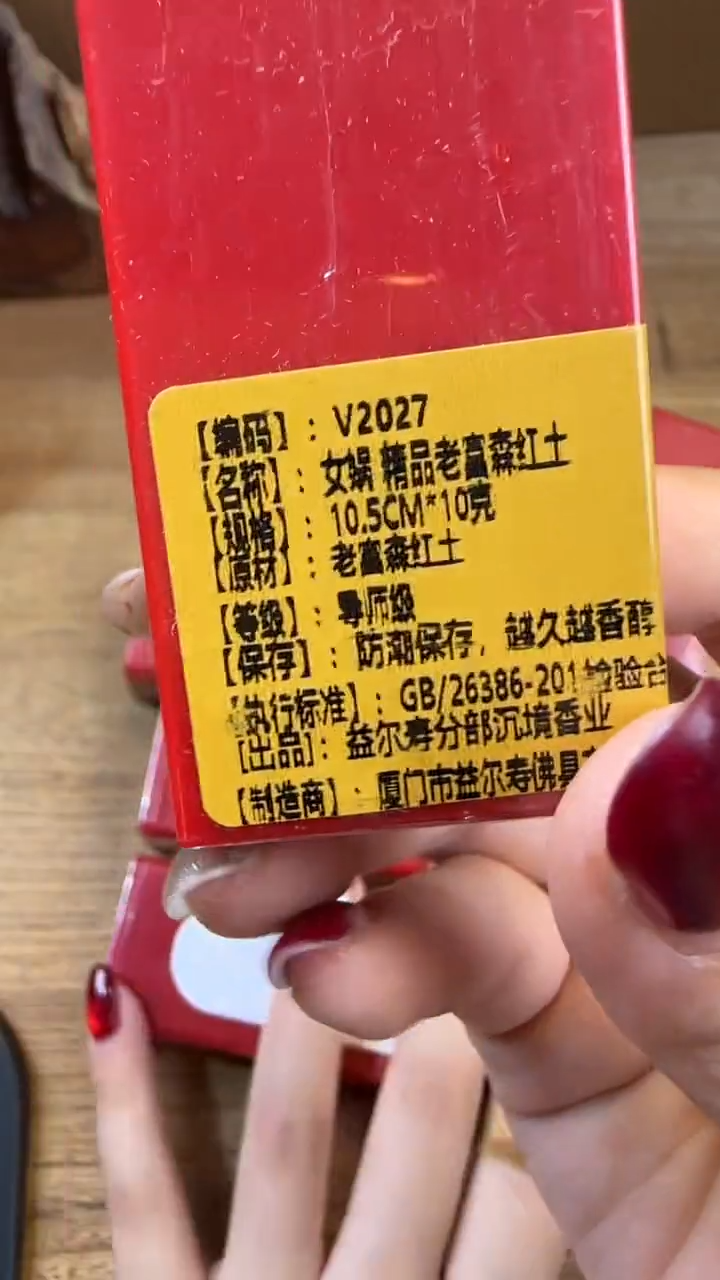 【编码】：V2027
【名称】：女娲 精品老富森红土
【规格】：10.5CM*10克
【原材】：老富森红土
【等级】：导师级
【保存】：防潮保存，越久越香醇
【执行标准】：GB/26386-201 检验合
【出品】：益尔寿分部沉境香业
【制造商】：厦门市益尔寿佛具